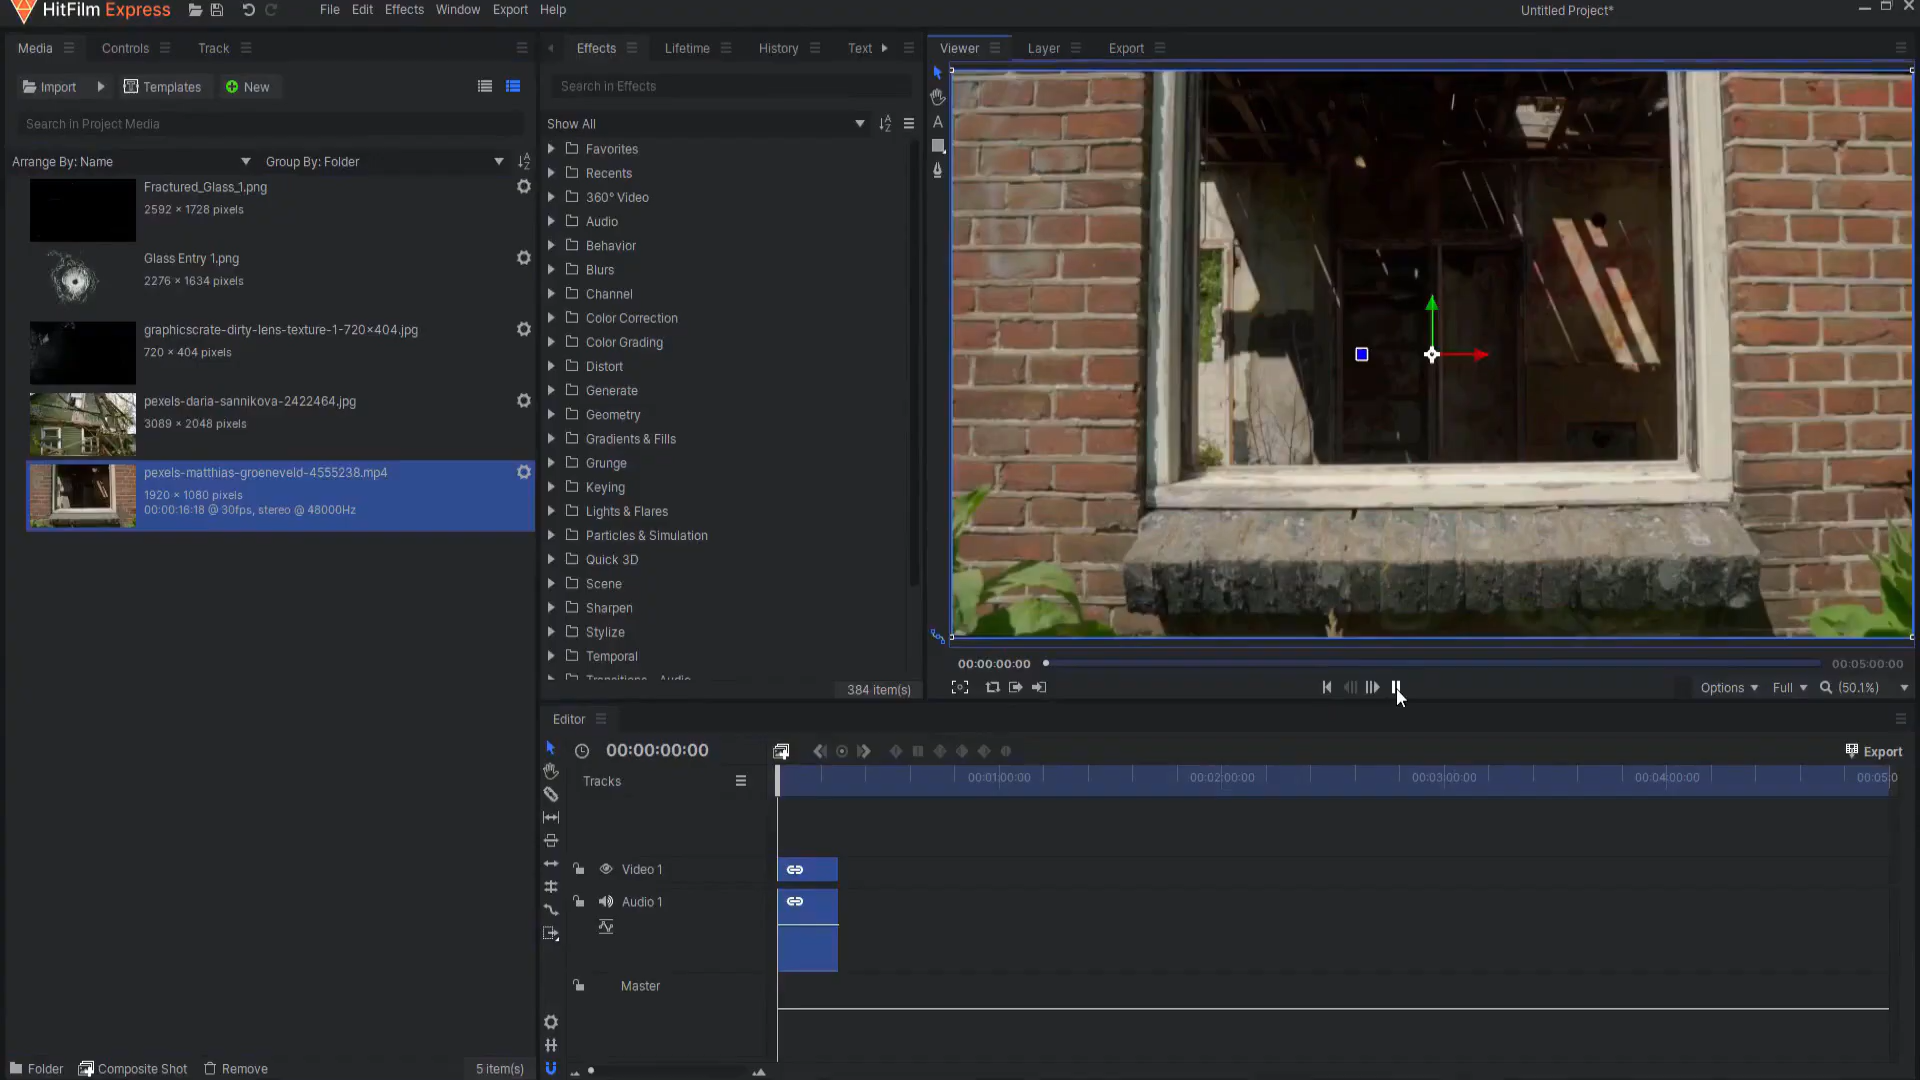 HitFilm Express
File Edit Effects Window Export Help
Untitled Project*
Media Controls Track
Effects Lifetime History Text
Viewer Layer Export
Import Templates New
Search in Project Media
Arrange By: Name Group By: Folder
Fractured_Glass_1.png
2592 × 1728 pixels
Glass Entry 1.png
2276 × 1634 pixels
graphicscrate-dirty-lens-texture-1-720×404.jpg
720 × 404 pixels
pexels-daria-sannikova-2422464.jpg
3089 × 2048 pixels
pexels-matthias-groeneveld-4555238.mp4
1920 × 1080 pixels
00:00:16:18 @ 30fps, stereo @ 48000Hz
Folder Composite Shot Remove 5 item(s)
Search in Effects
Show All
Favorites
Recents
360° Video
Audio
Behavior
Blurs
Channel
Color Correction
Color Grading
Distort
Generate
Geometry
Gradients & Fills
Grunge
Keying
Lights & Flares
Particles & Simulation
Quick 3D
Scene
Sharpen
Stylize
Temporal
Transitions - Audio
384 item(s)
A
00:00:00:00 00:05:00:00
Options Full (50.1%)
Editor
00:00:00:00
Export
Tracks
00:01:00:00 00:02:00:00 00:03:00:00 00:04:00:00 00:05:0
Video 1
Audio 1
Master